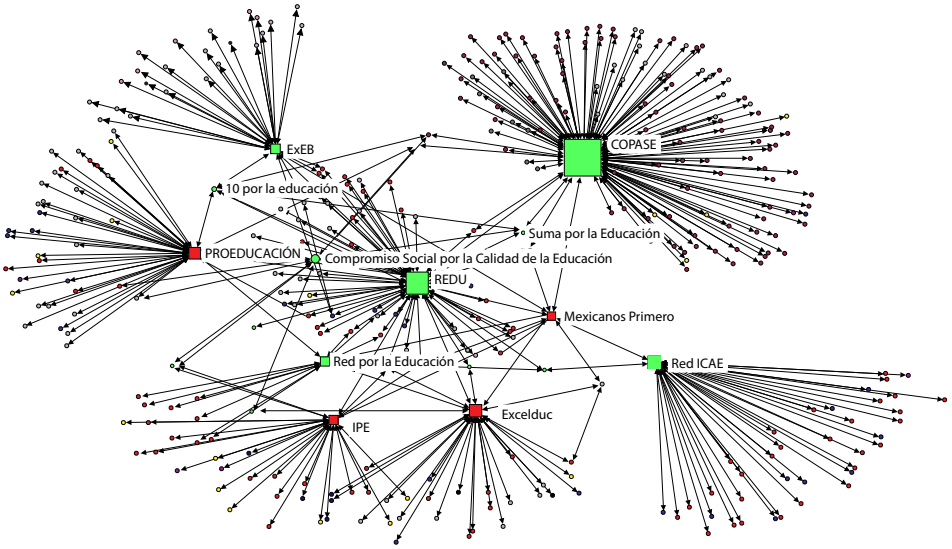 COPASE
ExEB
10 por la educación
Suma por la Educación
PROEDUCACIÓN
Compromiso Social por la Calidad de la Educación
REDU
Mexicanos Primero
Red por la Educación
Red ICAE
Excelduc
IPE